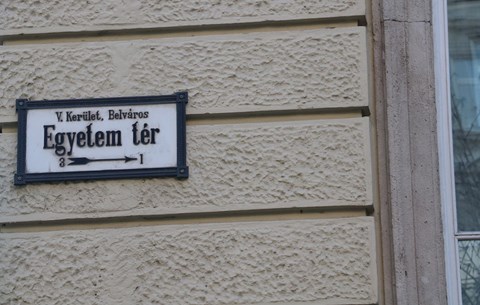 V. Kerület, Belváros
Egyetem tér
3 1